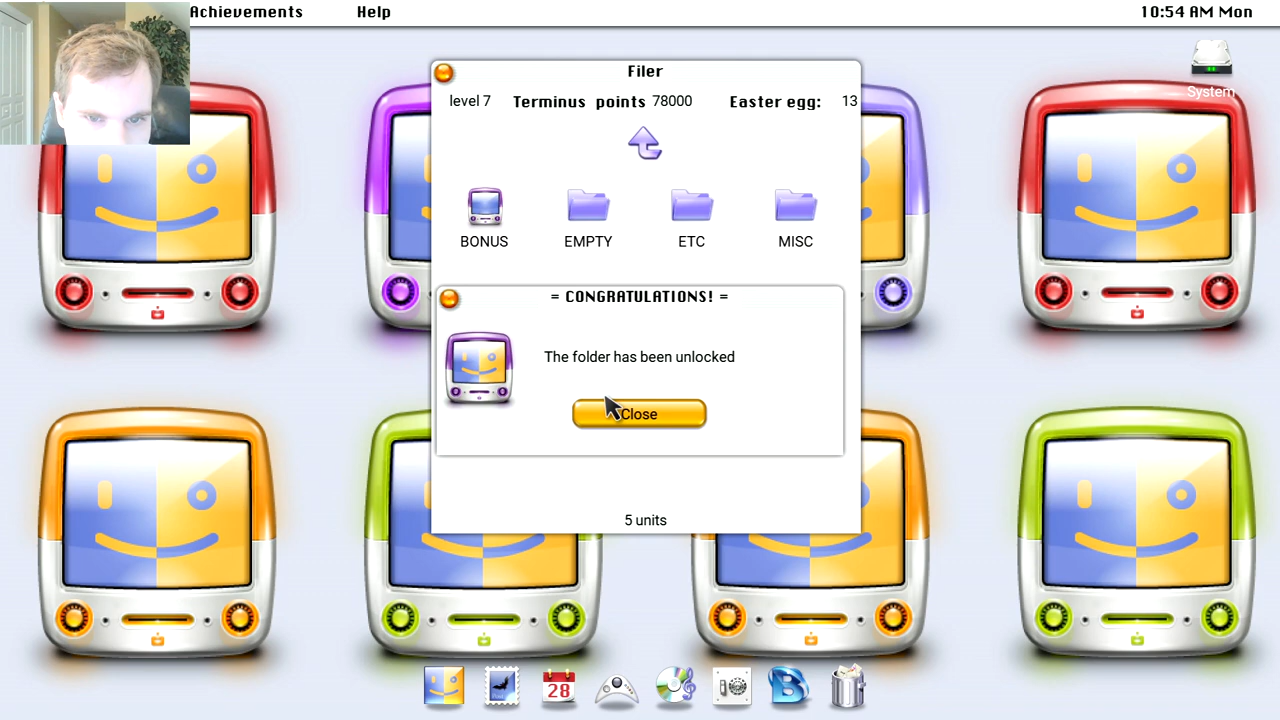 Achievements Help 10:54 AM Mon
Filer
level 7 Terminus points 78000 Easter egg: 13
System
BONUS EMPTY ETC MISC
= CONGRATULATIONS! =
The folder has been unlocked
Close
5 units
28